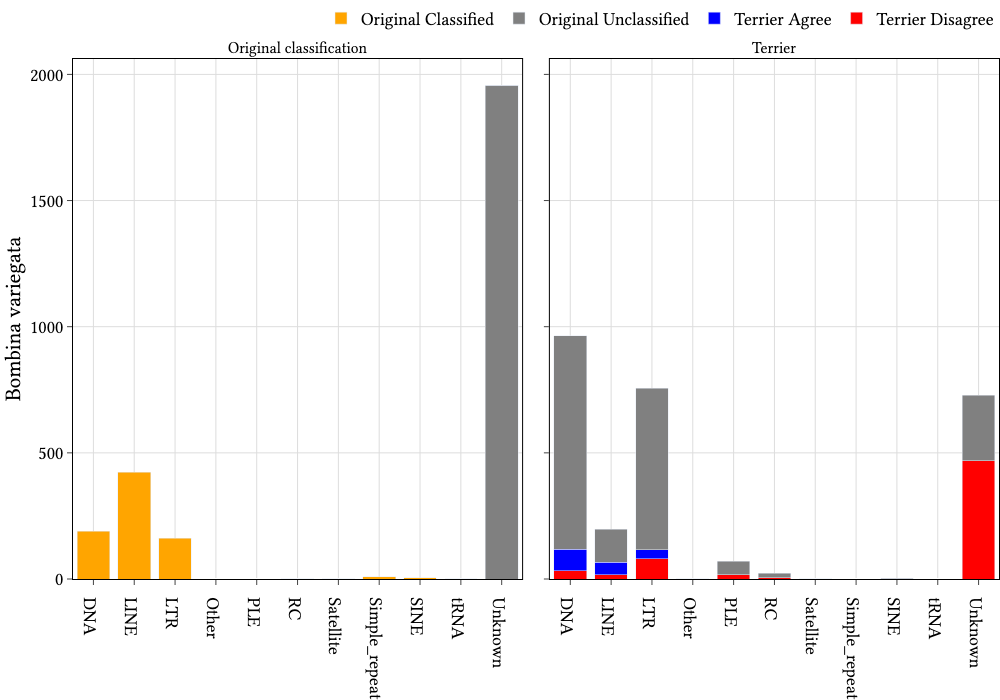 Original Classified Original Unclassified Terrier Agree Terrier Disagree
Original classification
Terrier
Bombina variegata
2000
1500
1000
500
0
DNA
LINE
LTR
Other
PLE
RC
Satellite
Simple_repeat
SINE
tRNA
Unknown
DNA
LINE
LTR
Other
PLE
RC
Satellite
Simple_repeat
SINE
tRNA
Unknown